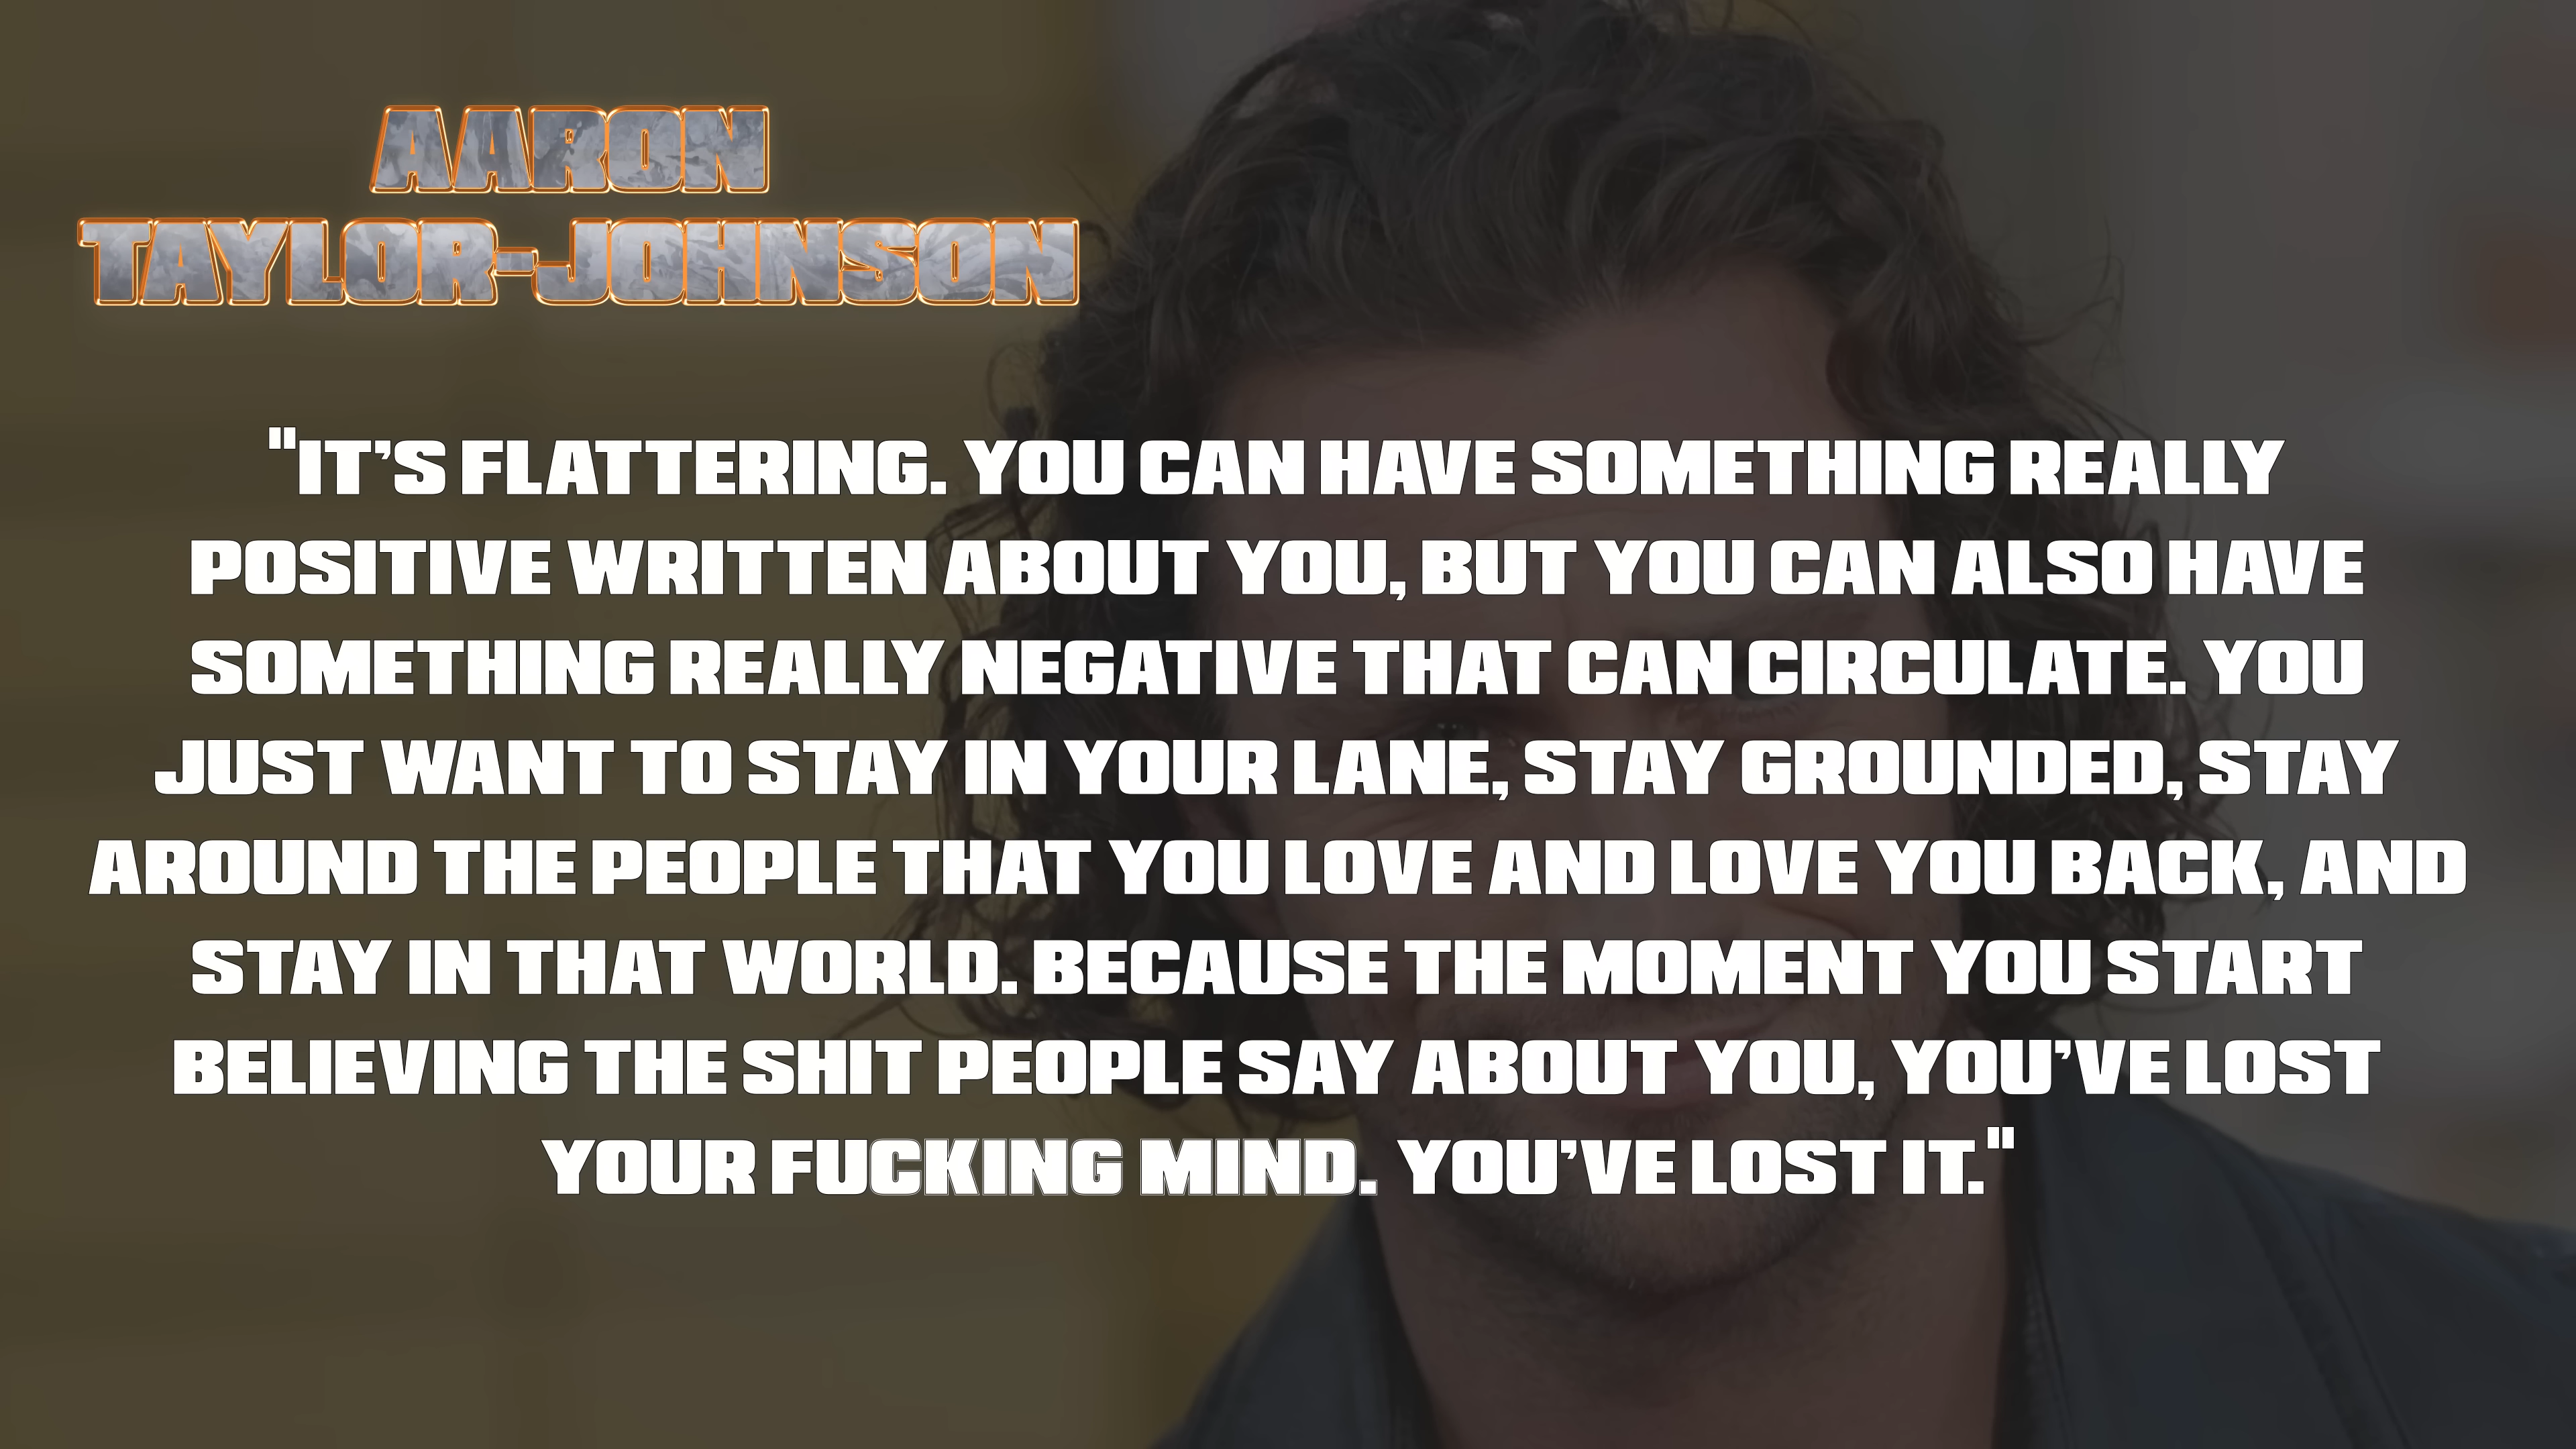 AARON
TAYLOR-JOHNSON
"IT'S FLATTERING. YOU CAN HAVE SOMETHING REALLY
POSITIVE WRITTEN ABOUT YOU, BUT YOU CAN ALSO HAVE
SOMETHING REALLY NEGATIVE THAT CAN CIRCULATE. YOU
JUST WANT TO STAY IN YOUR LANE, STAY GROUNDED, STAY
AROUND THE PEOPLE THAT YOU LOVE AND LOVE YOU BACK, AND
STAY IN THAT WORLD. BECAUSE THE MOMENT YOU START
BELIEVING THE SHIT PEOPLE SAY ABOUT YOU, YOU'VE LOST
YOUR FUCKING MIND. YOU'VE LOST IT."